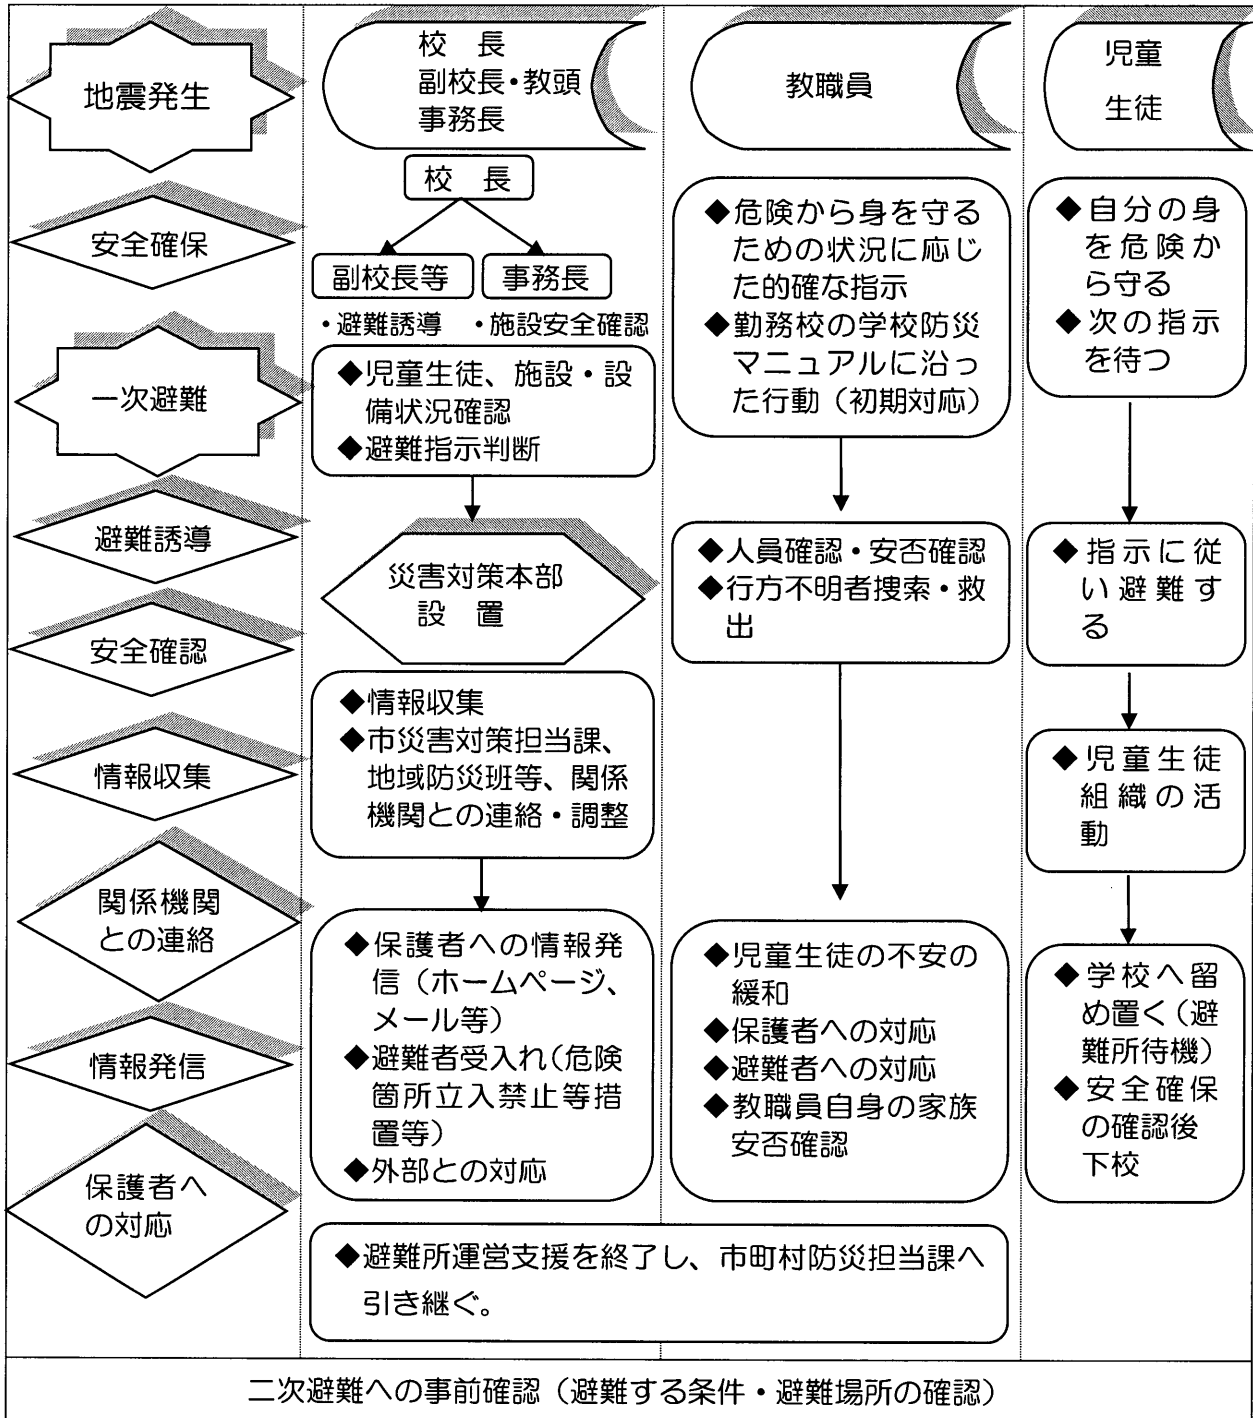 地震発生
安全確保
一次避難
避難誘導
安全確認
情報収集
関係機関
との連絡
情報発信
保護者へ
の対応
校　長
副校長・教頭
事務長
校　長
副校長等
事務長
・避難誘導
・施設安全確認
◆児童生徒、施設・設
備状況確認
◆避難指示判断
災害対策本部
設　置
◆情報収集
◆市災害対策担当課、
地域防災班等、関係
機関との連絡・調整
◆保護者への情報発
信（ホームページ、
メール等）
◆避難者受入れ（危険
箇所立入禁止等措
置等）
◆外部との対応
教職員
◆危険から身を守る
ための状況に応じ
た的確な指示
◆勤務校の学校防災
マニュアルに沿っ
た行動（初期対応）
◆人員確認・安否確認
◆行方不明者捜索・救
出
◆児童生徒の不安の
緩和
◆保護者への対応
◆避難者への対応
◆教職員自身の家族
安否確認
児童
生徒
◆自分の身
を危険か
ら守る
◆次の指示
を待つ
◆指示に従
い避難す
る
◆児童生徒
組織の活
動
◆学校へ留
め置く（避
難所待機）
◆安全確保
の確認後
下校
◆避難所運営支援を終了し、市町村防災担当課へ
引き継ぐ。
二次避難への事前確認（避難する条件・避難場所の確認）